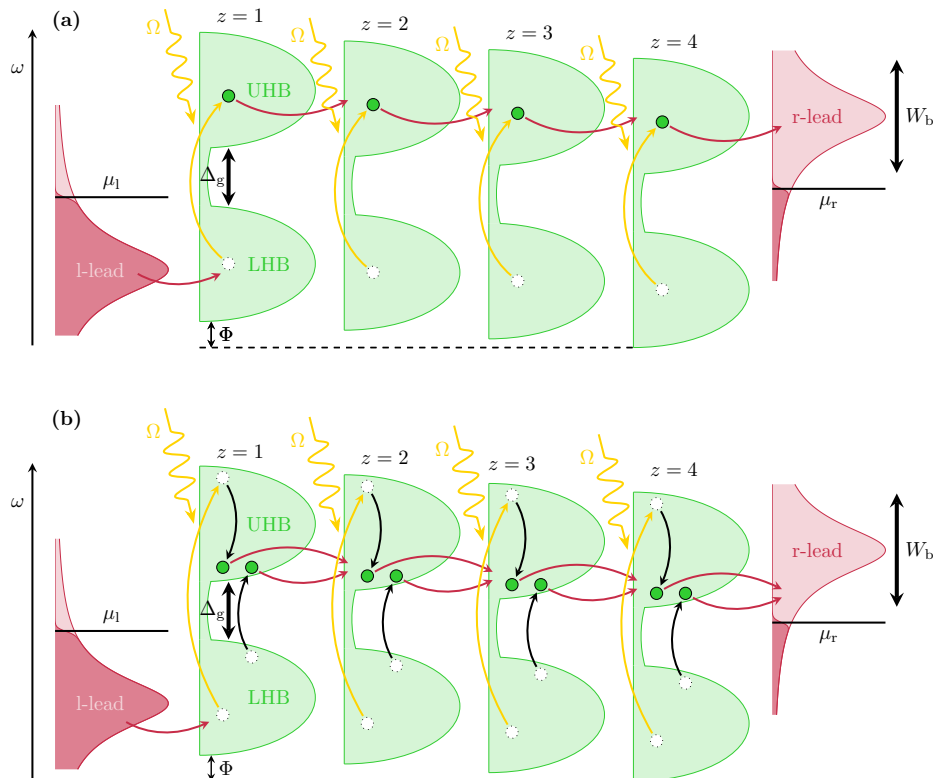 (a)
Ω
z = 1
Ω
z = 2
Ω
z = 3
Ω
z = 4
ω
UHB
r-lead
W_b
Δ_g
μ_l
μ_r
l-lead
LHB
Φ
(b)
Ω
z = 1
Ω
z = 2
Ω
z = 3
Ω
z = 4
ω
UHB
r-lead
W_b
Δ_g
μ_l
μ_r
l-lead
LHB
Φ